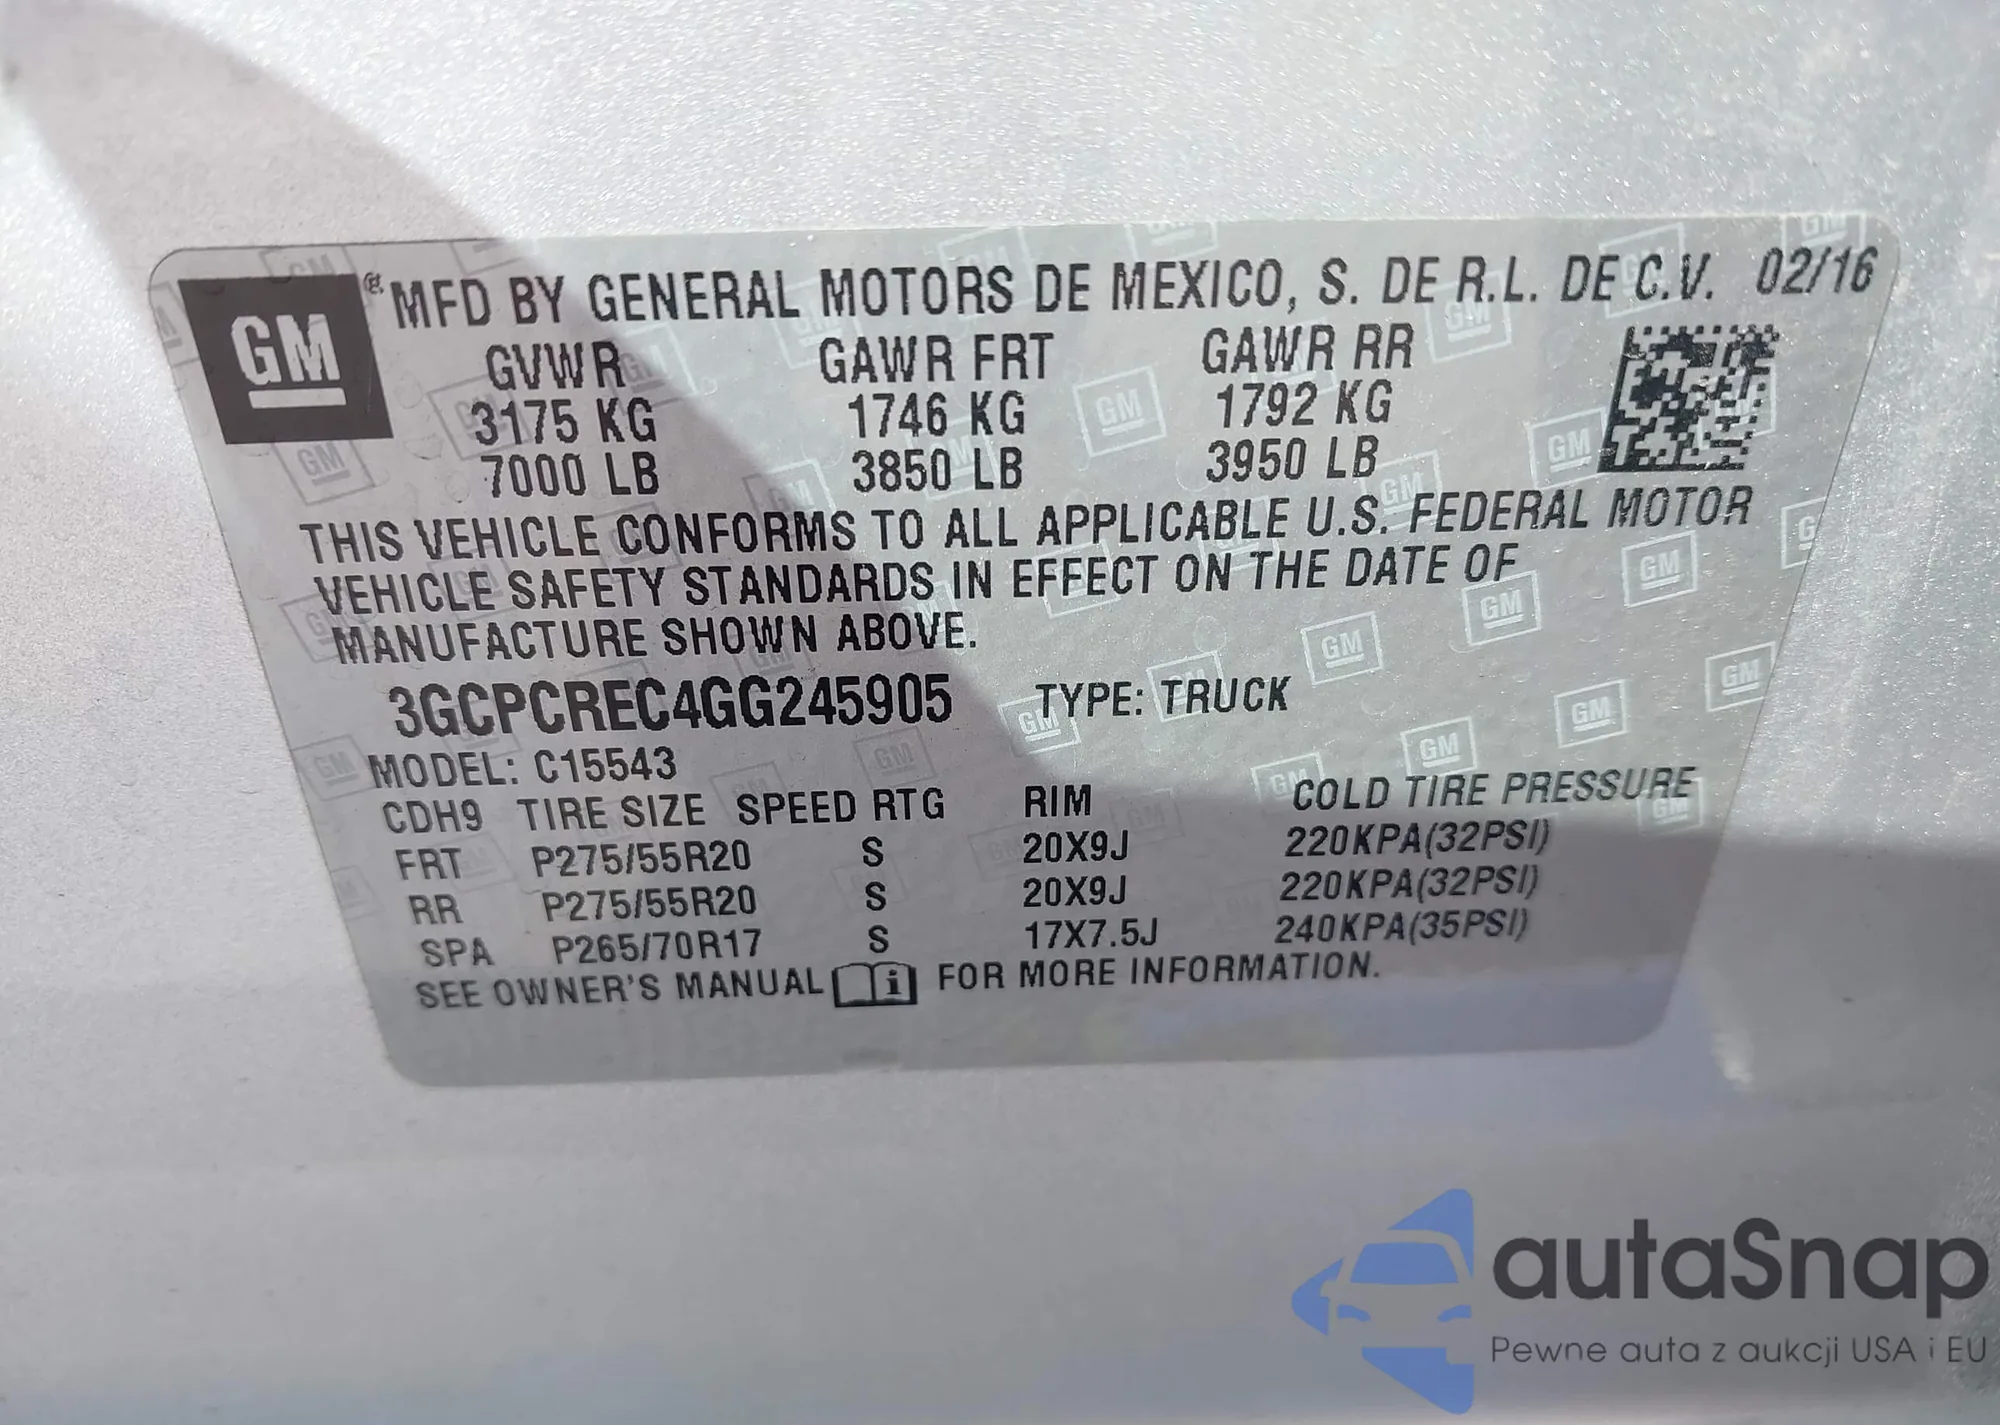 GM
®
MFD BY GENERAL MOTORS DE MEXICO, S. DE R.L. DE C.V. 02/16
GVWR GAWR FRT GAWR RR
3175 KG 1746 KG 1792 KG
7000 LB 3850 LB 3950 LB
THIS VEHICLE CONFORMS TO ALL APPLICABLE U.S. FEDERAL MOTOR
VEHICLE SAFETY STANDARDS IN EFFECT ON THE DATE OF
MANUFACTURE SHOWN ABOVE.
3GCPCREC4GG245905 TYPE: TRUCK
MODEL: C15543
CDH9 TIRE SIZE SPEED RTG RIM COLD TIRE PRESSURE
FRT P275/55R20 S 20X9J 220KPA(32PSI)
RR P275/55R20 S 20X9J 220KPA(32PSI)
SPA P265/70R17 S 17X7.5J 240KPA(35PSI)
SEE OWNER'S MANUAL i FOR MORE INFORMATION.
autaSnap
Pewne auta z aukcji USA i EU